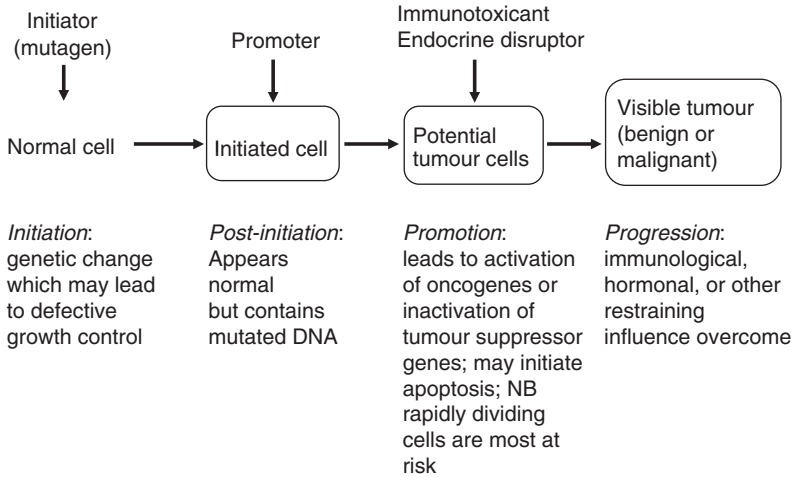 Initiator
(mutagen)
Promoter
Immunotoxicant
Endocrine disruptor
Normal cell
Initiated cell
Potential
tumour cells
Visible tumour
(benign or
malignant)
Initiation:
genetic change
which may lead
to defective
growth control
Post-initiation:
Appears
normal
but contains
mutated DNA
Promotion:
leads to activation
of oncogenes or
inactivation of
tumour suppressor
genes; may initiate
apoptosis; NB
rapidly dividing
cells are most at
risk
Progression:
immunological,
hormonal, or other
restraining
influence overcome